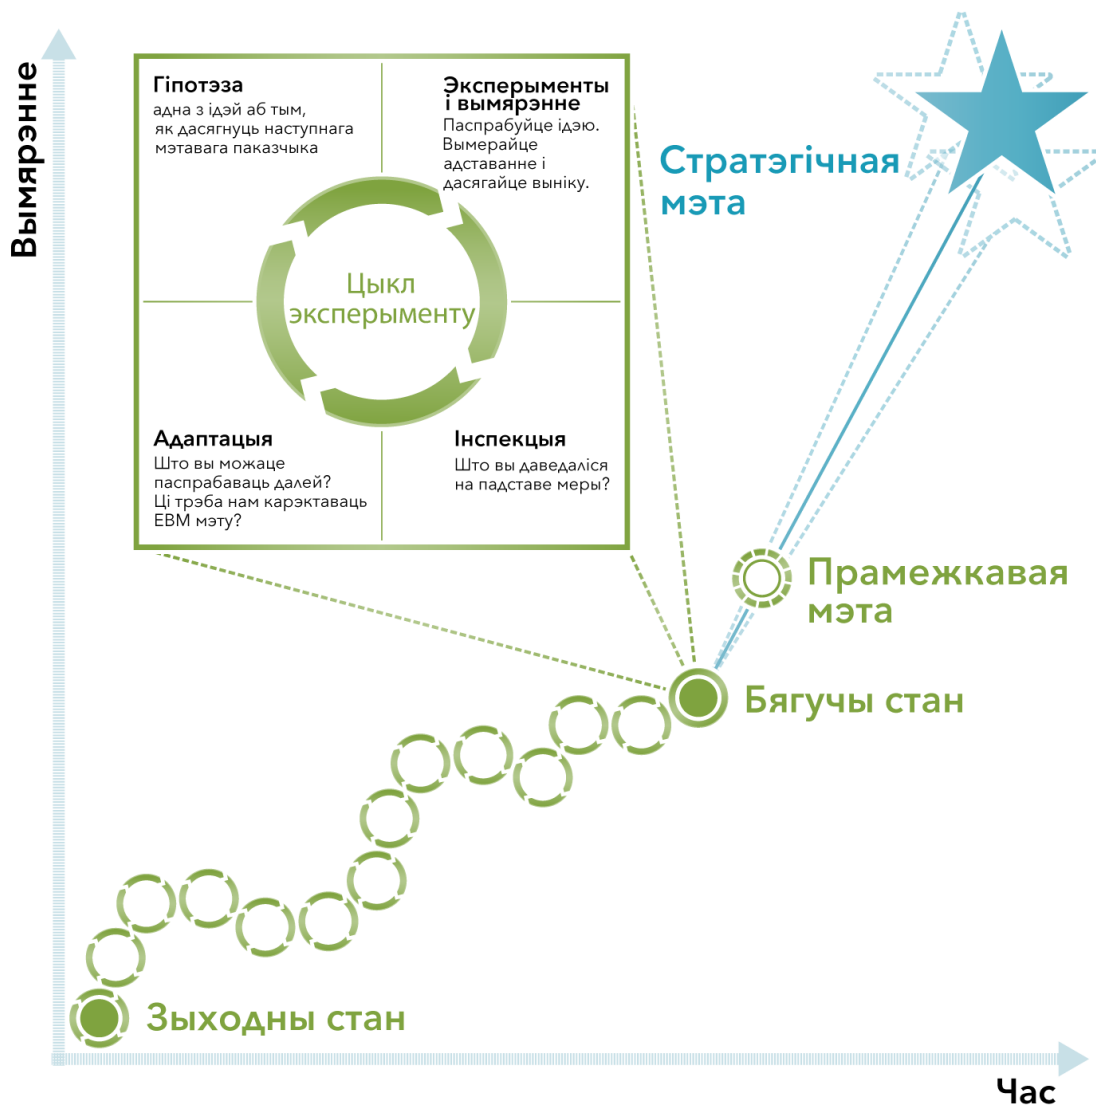 Вымярэнне
Гіпотэза
адна з ідэй аб тым,
як дасягнуць наступнага
мэтавага паказчыка
Эксперыменты
і вымярэнне
Паспрабуйце ідэю.
Вымерайце
адставанне і
дасягайце выніку.
Цыкл
эксперыменту
Адаптацыя
Што вы можаце
паспрабаваць далей?
Ці трэба нам карэктаваць
EBM мэту?
Інспекцыя
Што вы даведаліся
на падставе меры?
Стратэгічная
мэта
Прамежкавая
мэта
Бягучы стан
Зыходны стан
Час